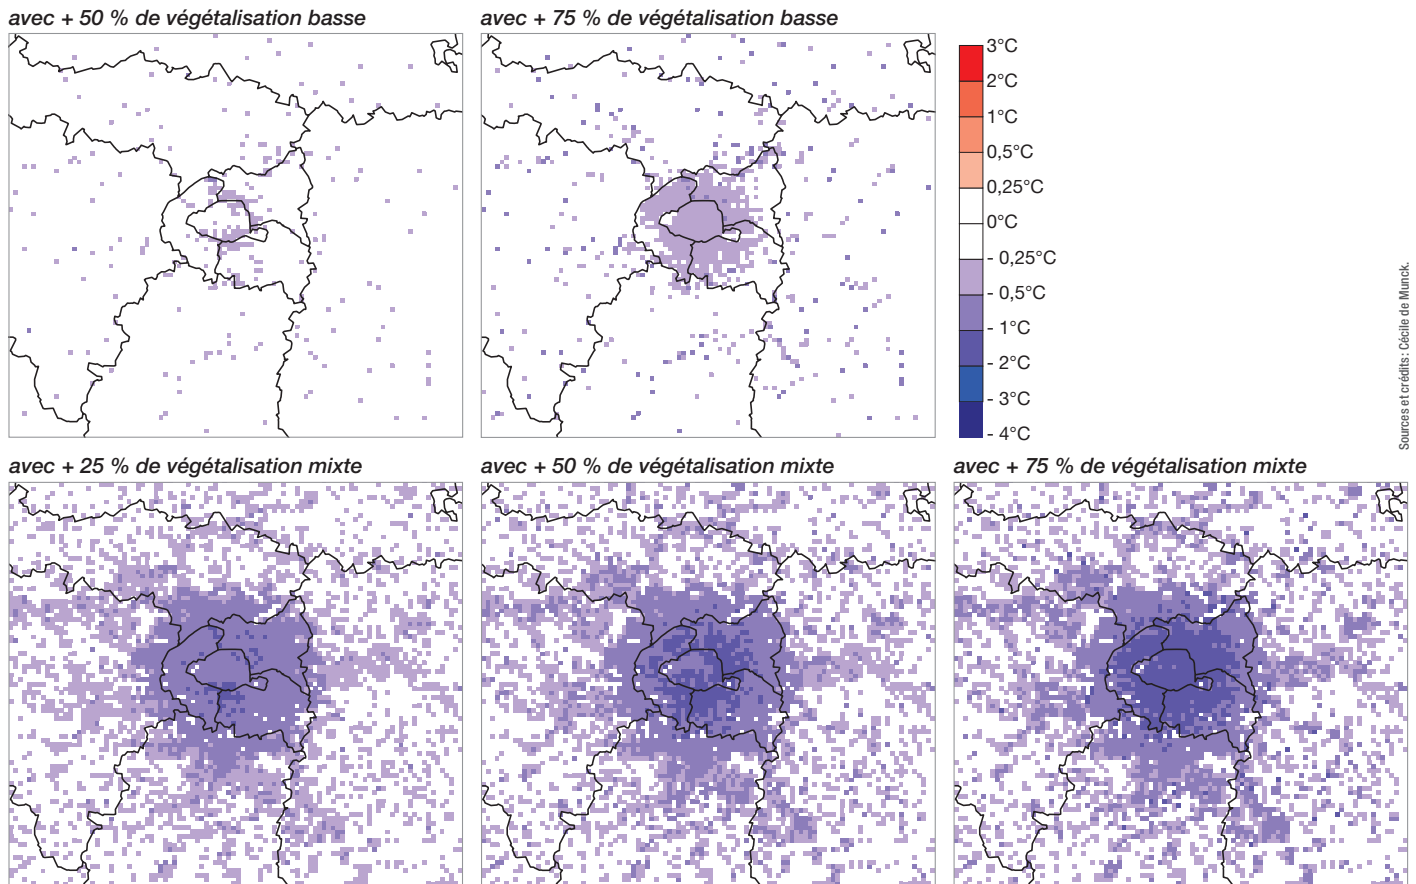 avec + 50 % de végétalisation basse
avec + 75 % de végétalisation basse
3°C
2°C
1°C
0,5°C
0,25°C
0°C
- 0,25°C
- 0,5°C
- 1°C
- 2°C
- 3°C
- 4°C
Sources et crédits : Cécile de Munck.
avec + 25 % de végétalisation mixte
avec + 50 % de végétalisation mixte
avec + 75 % de végétalisation mixte